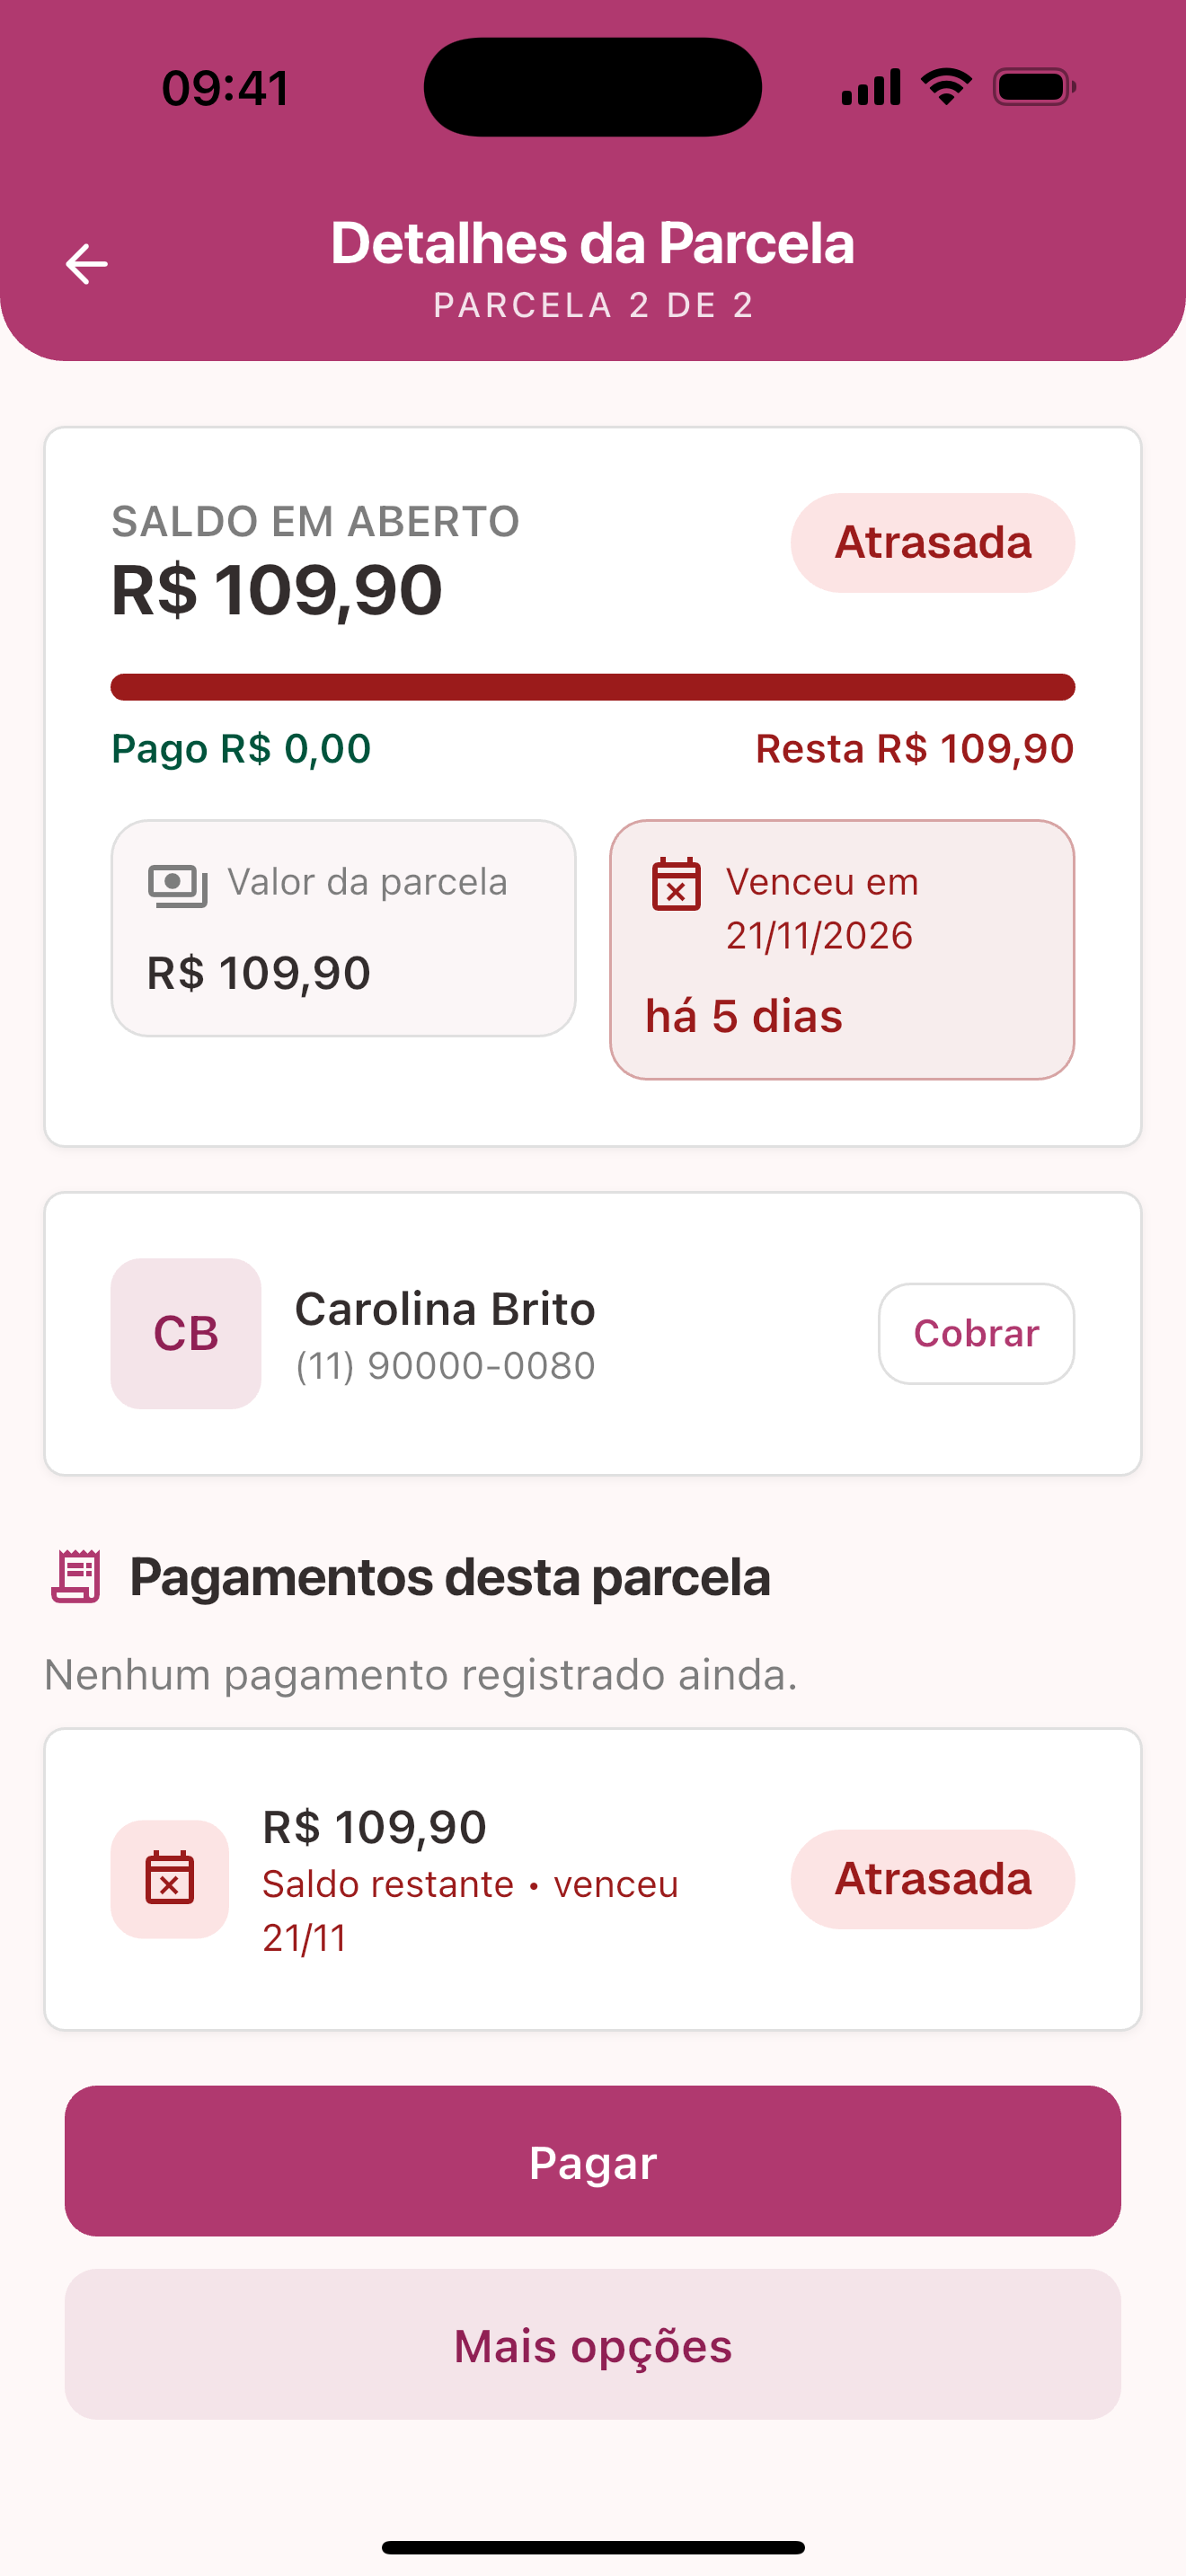 09:41
Detalhes da Parcela
PARCELA 2 DE 2
SALDO EM ABERTO
R$ 109,90
Atrasada
Pago R$ 0,00
Resta R$ 109,90
Valor da parcela
R$ 109,90
Venceu em
21/11/2026
há 5 dias
CB
Carolina Brito
(11) 90000-0080
Cobrar
Pagamentos desta parcela
Nenhum pagamento registrado ainda.
R$ 109,90
Saldo restante • venceu
21/11
Atrasada
Pagar
Mais opções